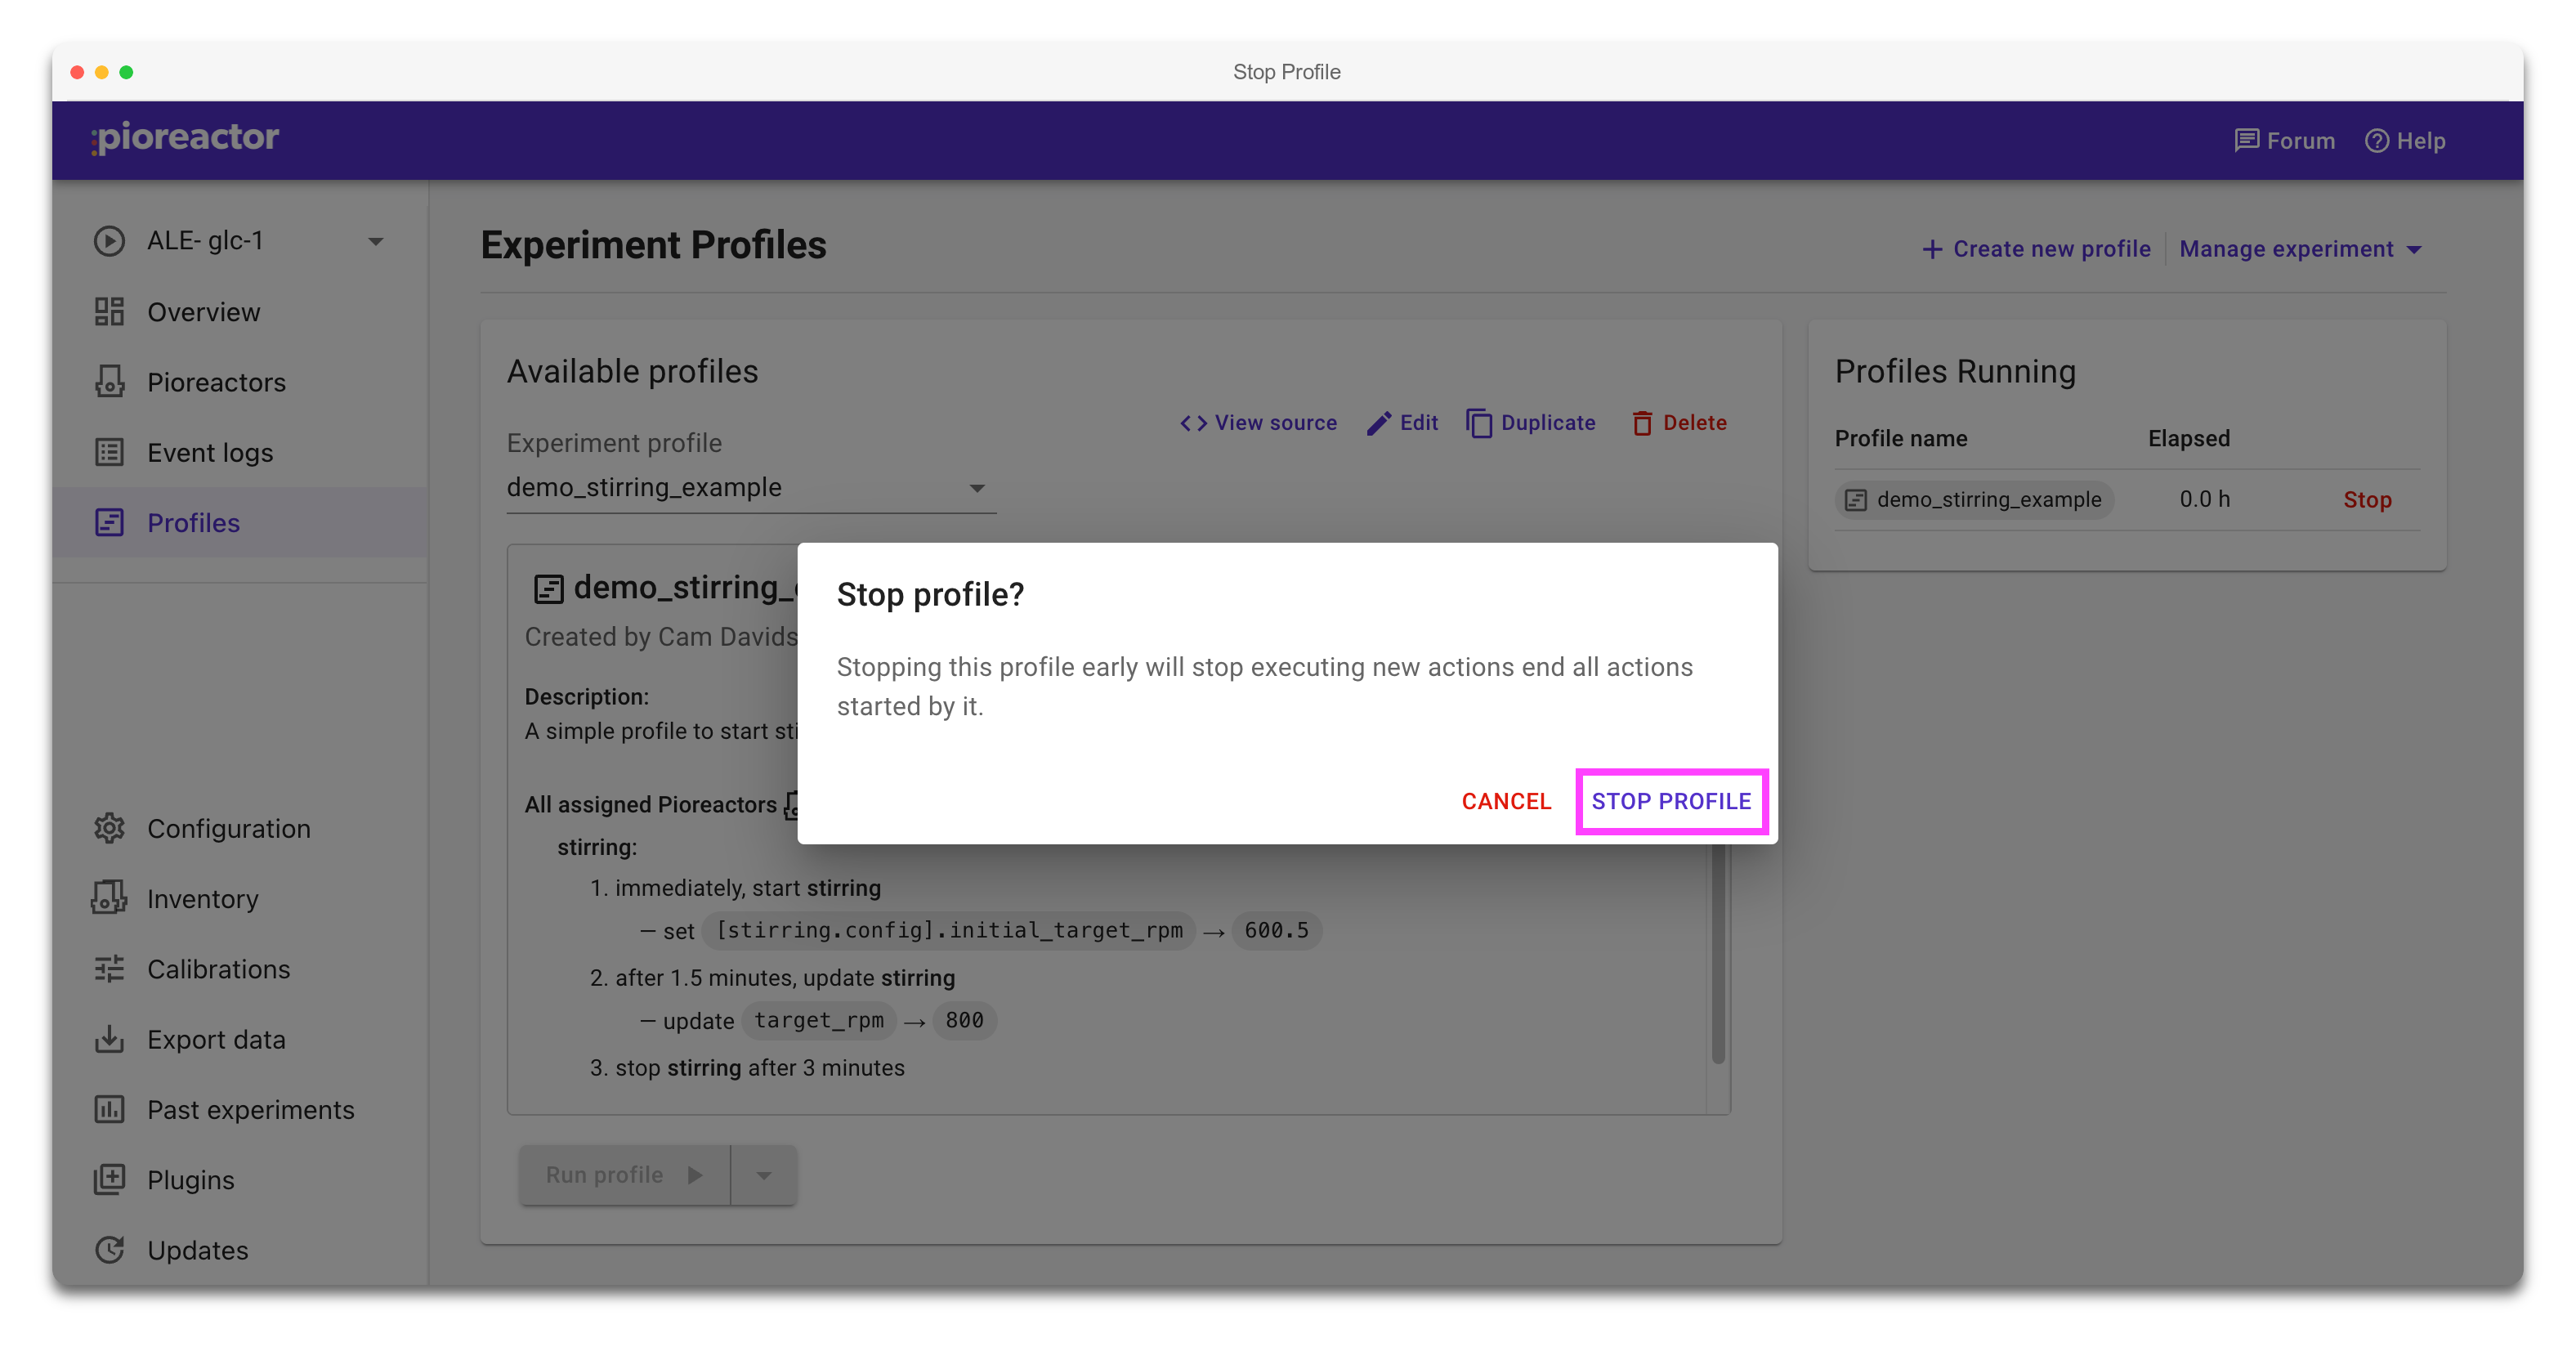 Stop Profile
pioreactor
Forum
Help
ALE- glc-1
Overview
Pioreactors
Event logs
Profiles
Configuration
Inventory
Calibrations
Export data
Past experiments
Plugins
Updates
Experiment Profiles
Create new profile
Manage experiment
Available profiles
View source
Edit
Duplicate
Delete
Experiment profile
demo_stirring_example
demo_stirring_
Created by Cam Davids
Description:
A simple profile to start sti
All assigned Pioreactors
stirring:
1. immediately, start stirring
— set [stirring.config].initial_target_rpm → 600.5
2. after 1.5 minutes, update stirring
— update target_rpm → 800
3. stop stirring after 3 minutes
Run profile
Profiles Running
Profile name Elapsed
demo_stirring_example 0.0 h Stop
Stop profile?
Stopping this profile early will stop executing new actions end all actions
started by it.
CANCEL
STOP PROFILE